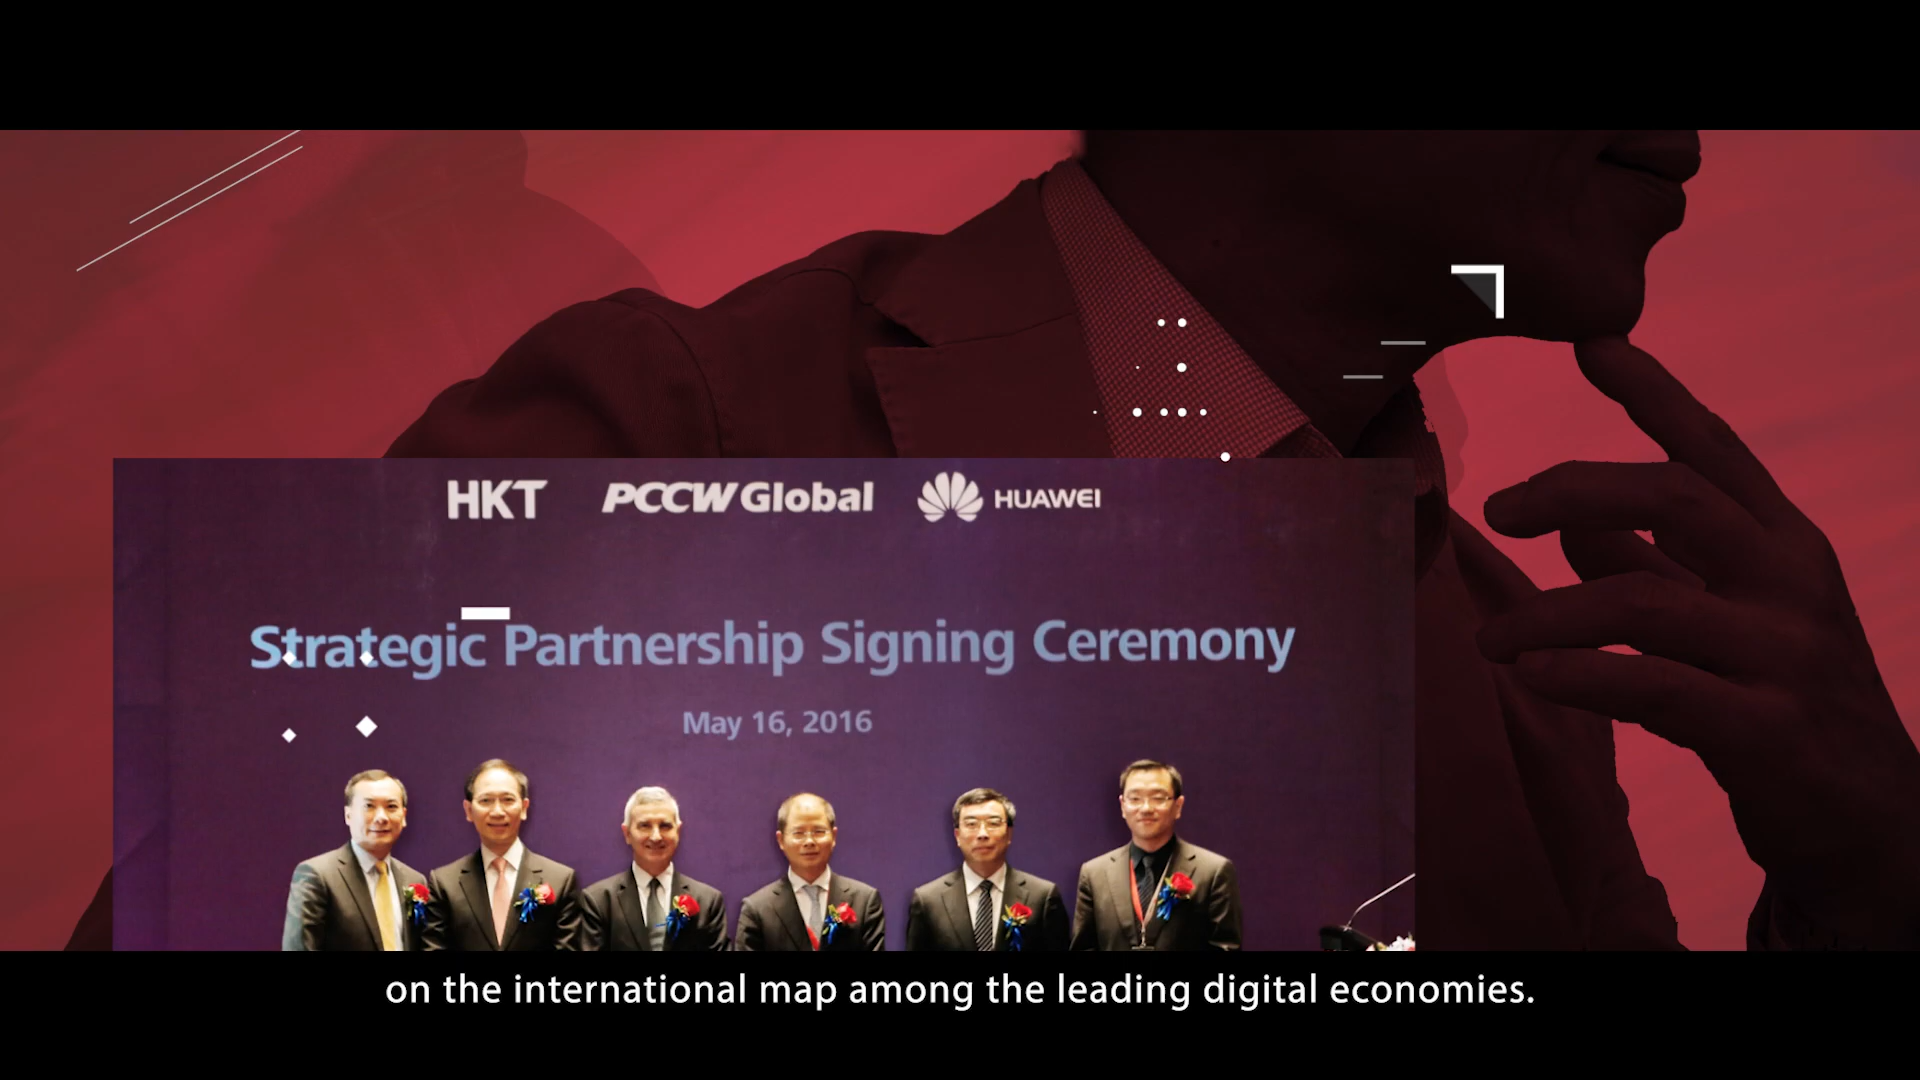 HKT PCCW Global HUAWEI
Strategic Partnership Signing Ceremony
May 16, 2016
on the international map among the leading digital economies.